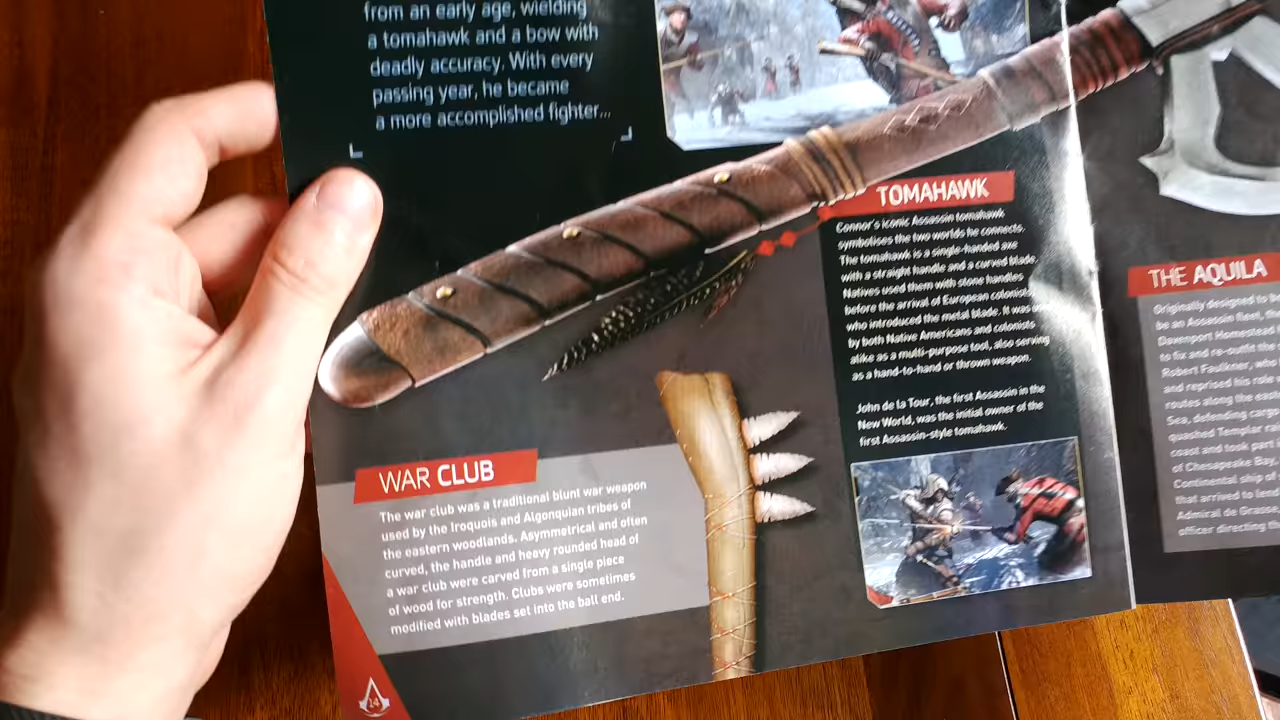 from an early age, wielding
a tomahawk and a bow with
deadly accuracy. With every
passing year, he became
a more accomplished fighter...
TOMAHAWK
Connor's iconic Assassin tomahawk
symbolises the two worlds he connects.
The tomahawk is a single-handed axe
with a straight handle and a curved blade.
Natives used them with stone handles
before the arrival of European colonists,
who introduced the metal blade. It was
by both Native Americans and colonists
alike as a multi-purpose tool, also serving
as a hand-to-hand or thrown weapon.
John de la Tour, the first Assassin in the
New World, was the initial owner of the
first Assassin-style tomahawk.
WAR CLUB
The war club was a traditional blunt war weapon
used by the Iroquois and Algonquian tribes of
the eastern woodlands. Asymmetrical and often
curved, the handle and heavy rounded head of
a war club were carved from a single piece
of wood for strength. Clubs were sometimes
modified with blades set into the ball end.
14
THE AQUILA
Originally designed to
be an Assassin fleet,
Davenport Homestead
to fix and re-outfit the
Robert Faulkner, who
and reprised his role
routes along the
Sea, defending
quashed Templar
coast and took part
of Chesapeake Bay,
Continental ship of
that arrived to
Admiral de Grasse,
officer directing